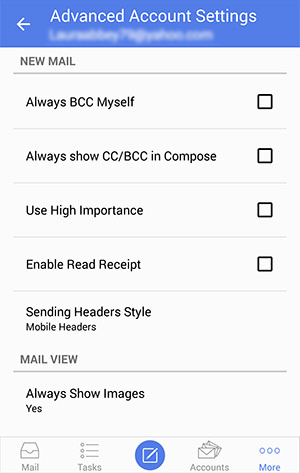 Advanced Account Settings
NEW MAIL
Always BCC Myself
Always show CC/BCC in Compose
Use High Importance
Enable Read Receipt
Sending Headers Style
Mobile Headers
MAIL VIEW
Always Show Images
Yes
Mail Tasks Accounts More